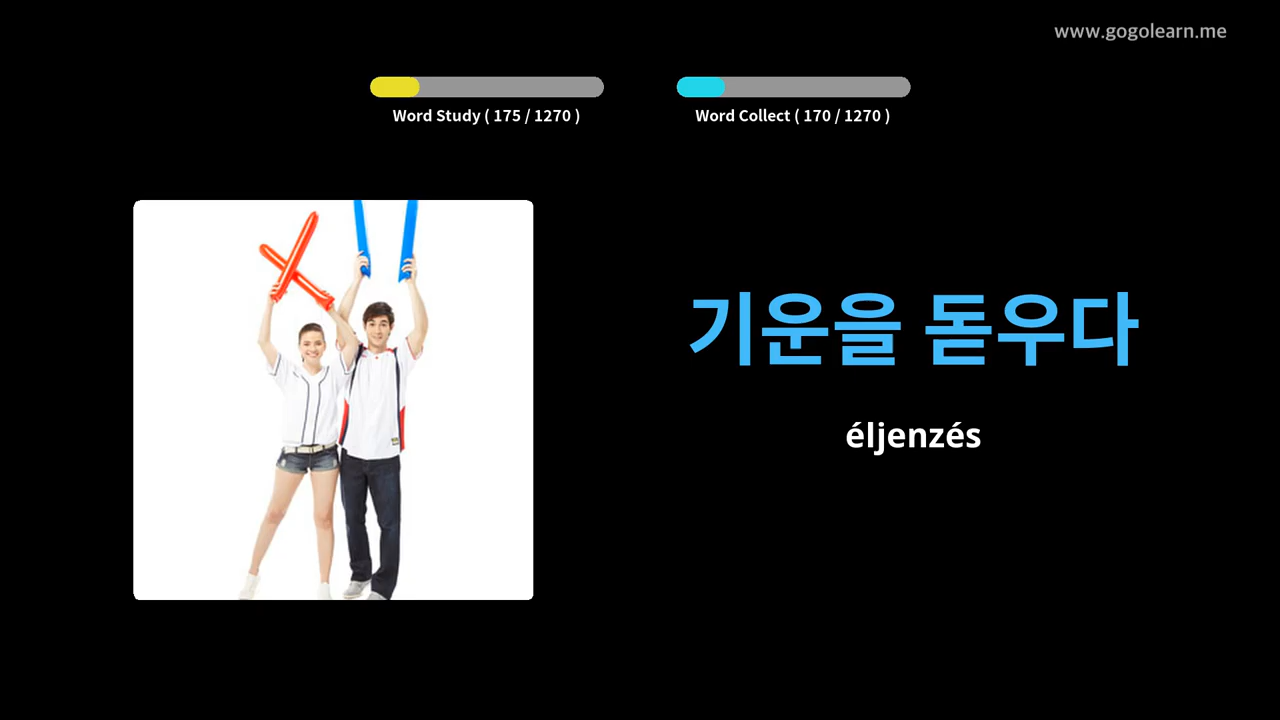 www.gogolearn.me
Word Study ( 175 / 1270 )
Word Collect ( 170 / 1270 )
기운을 돋우다
éljenzés